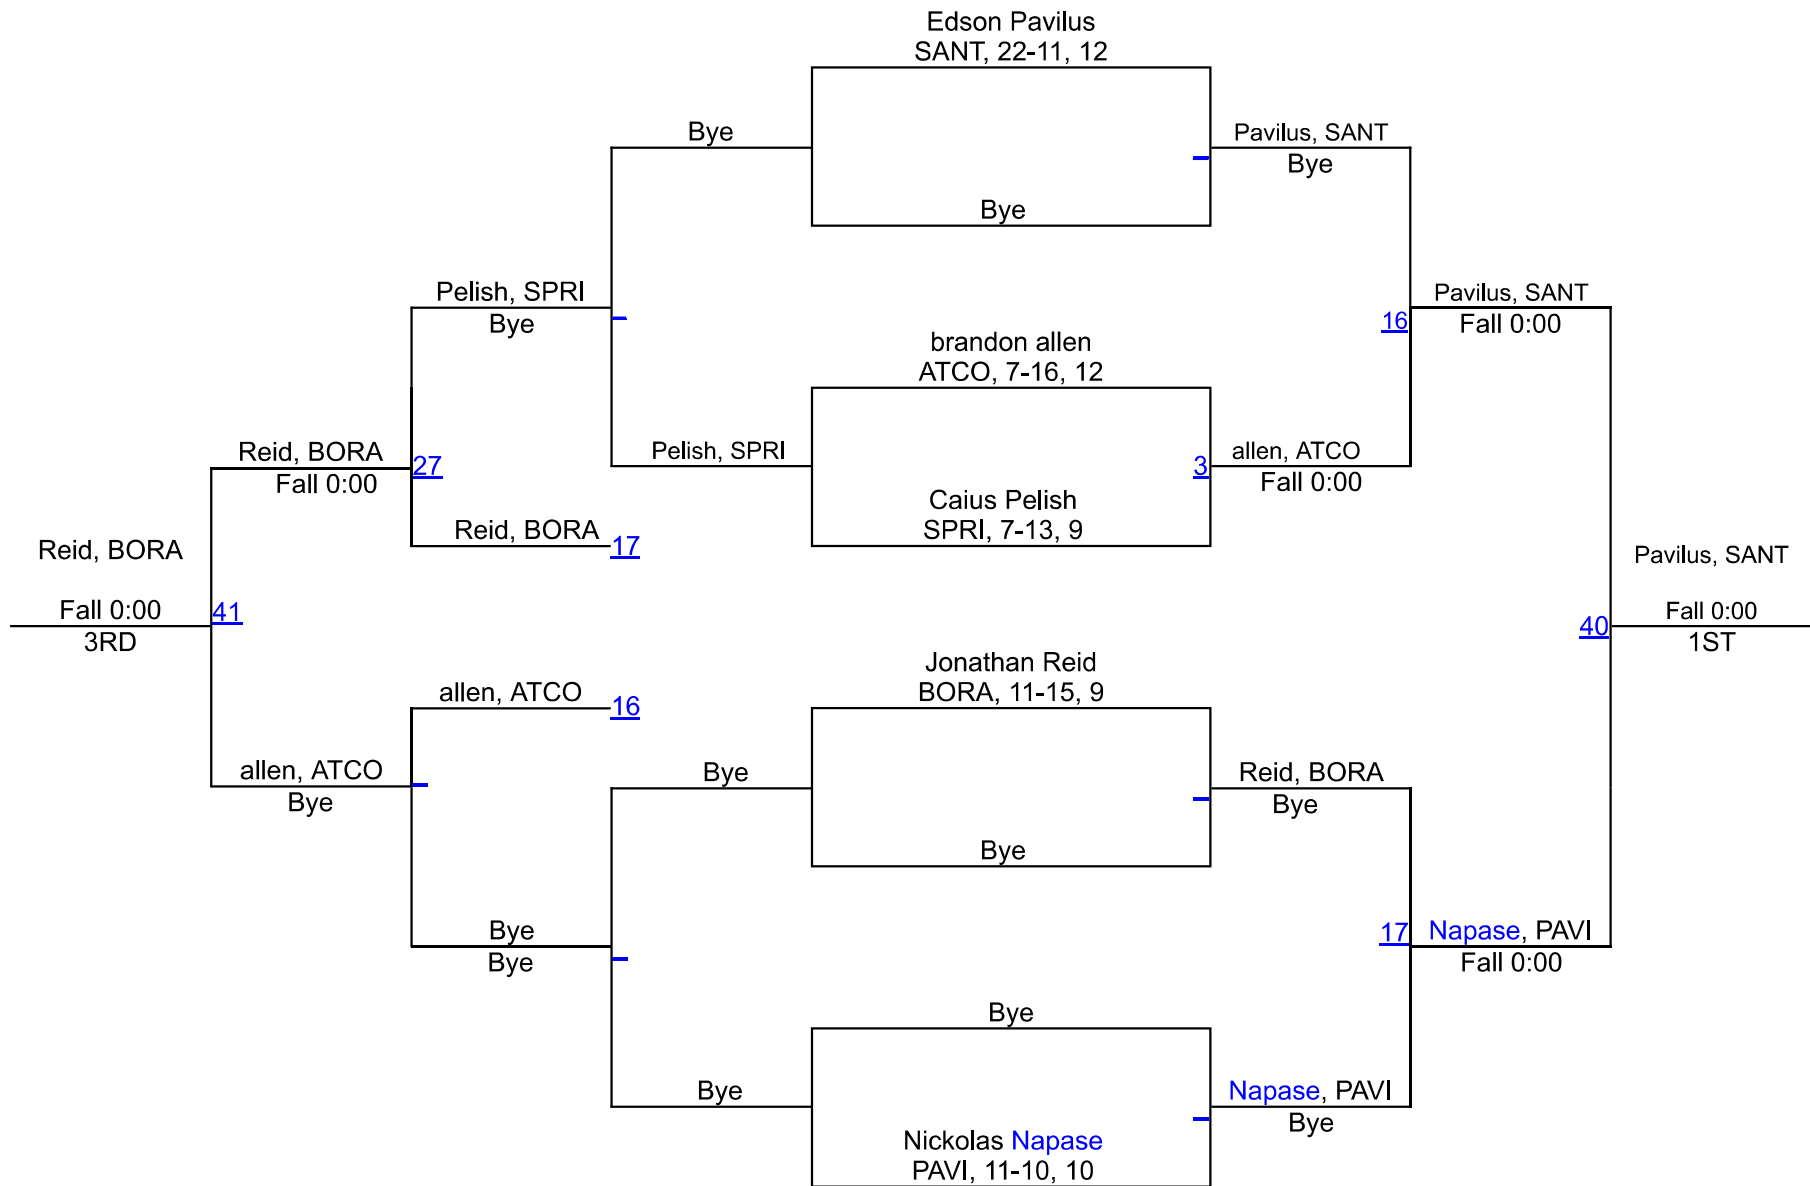 Edson Pavilus
SANT, 22-11, 12
Bye
Pavilus, SANT
Bye
Bye
Pelish, SPRI
Bye
Pavilus, SANT
Fall 0:00
16
brandon allen
ATCO, 7-16, 12
Reid, BORA
Fall 0:00
27
Pelish, SPRI
3
allen, ATCO
Fall 0:00
Caius Pelish
SPRI, 7-13, 9
Reid, BORA
17
Reid, BORA
Fall 0:00
3RD
41
Pavilus, SANT
Fall 0:00
1ST
40
Jonathan Reid
BORA, 11-15, 9
allen, ATCO
16
allen, ATCO
Bye
Bye
Reid, BORA
Bye
Bye
Bye
Bye
17
Napase, PAVI
Fall 0:00
Bye
Bye
Napase, PAVI
Bye
Nickolas Napase
PAVI, 11-10, 10